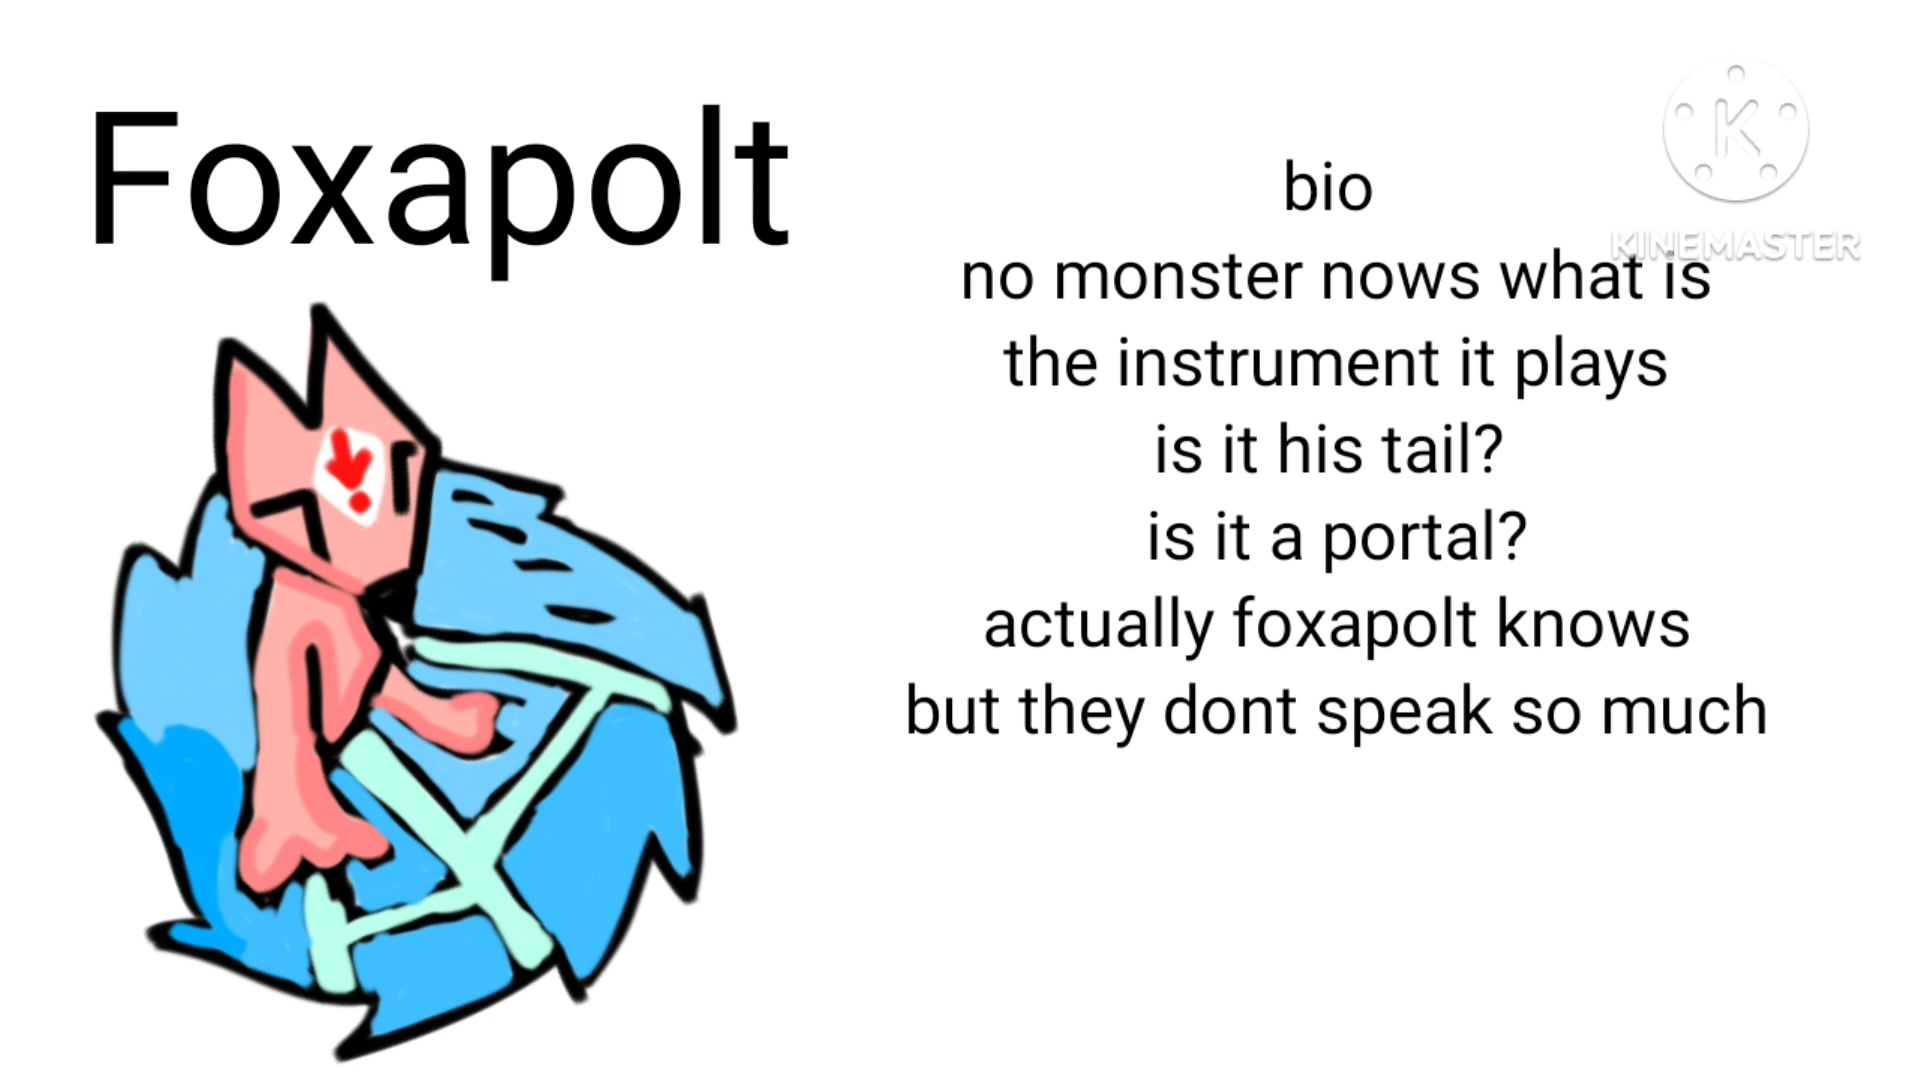 Foxapolt
bio
no monster nows what is
the instrument it plays
is it his tail?
is it a portal?
actually foxapolt knows
but they dont speak so much
K
KINEMASTER